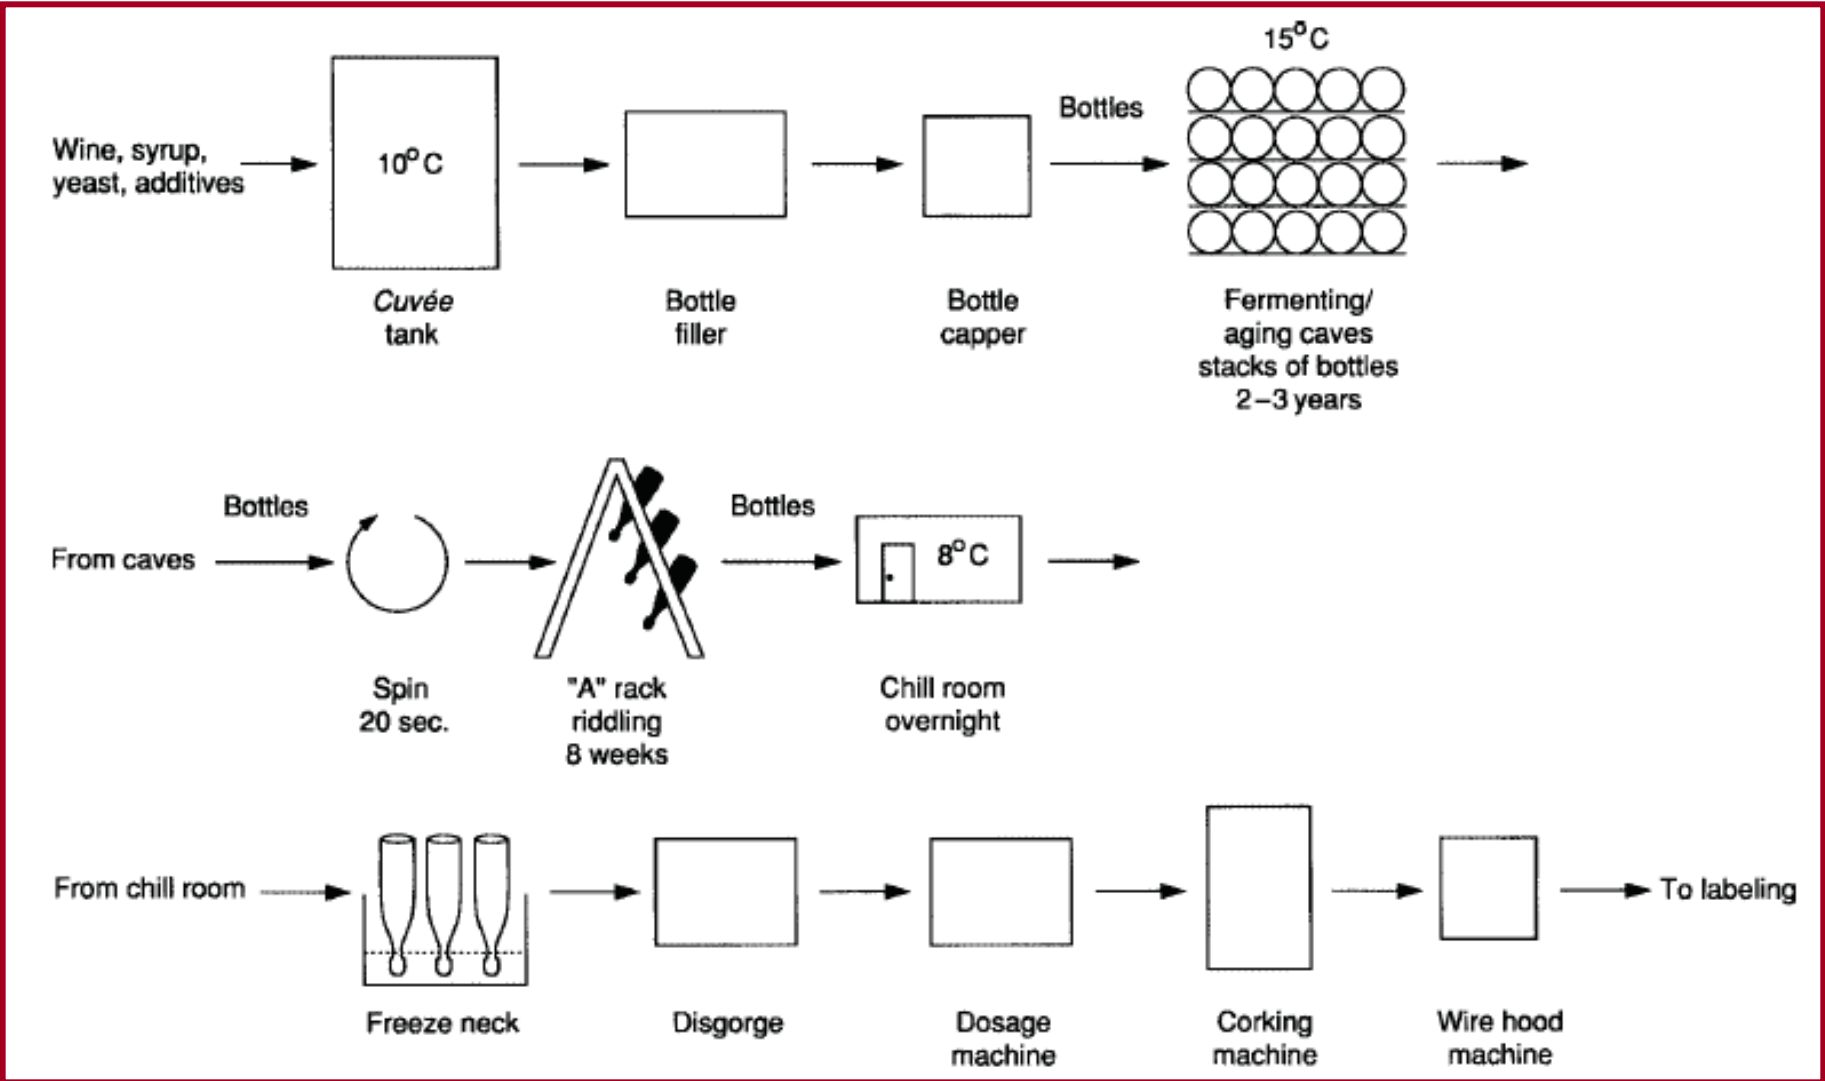 15°C
Wine, syrup,
yeast, additives
10°C
Bottles
Cuvée
tank
Bottle
filler
Bottle
capper
Fermenting/
aging caves
stacks of bottles
2–3 years
From caves
Bottles
Bottles
8°C
Spin
20 sec.
"A" rack
riddling
8 weeks
Chill room
overnight
From chill room
To labeling
Freeze neck
Disgorge
Dosage
machine
Corking
machine
Wire hood
machine